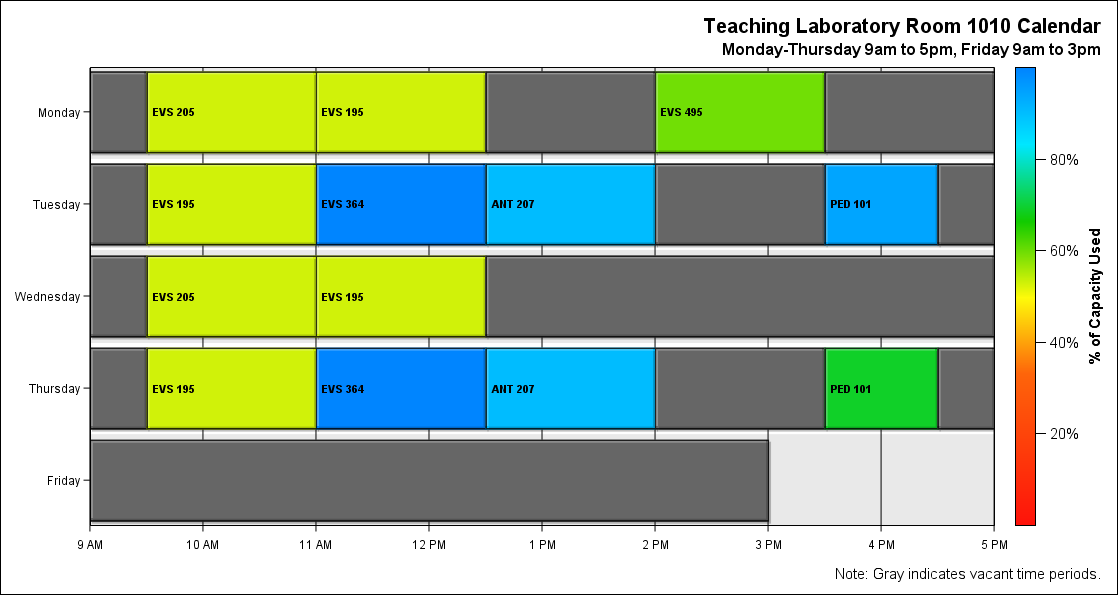 Teaching Laboratory Room 1010 Calendar
Monday-Thursday 9am to 5pm, Friday 9am to 3pm
Monday
EVS 205
EVS 195
EVS 495
Tuesday
EVS 195
EVS 364
ANT 207
PED 101
Wednesday
EVS 205
EVS 195
Thursday
EVS 195
EVS 364
ANT 207
PED 101
Friday
9 AM
10 AM
11 AM
12 PM
1 PM
2 PM
3 PM
4 PM
5 PM
80%
60%
40%
20%
% of Capacity Used
Note: Gray indicates vacant time periods.